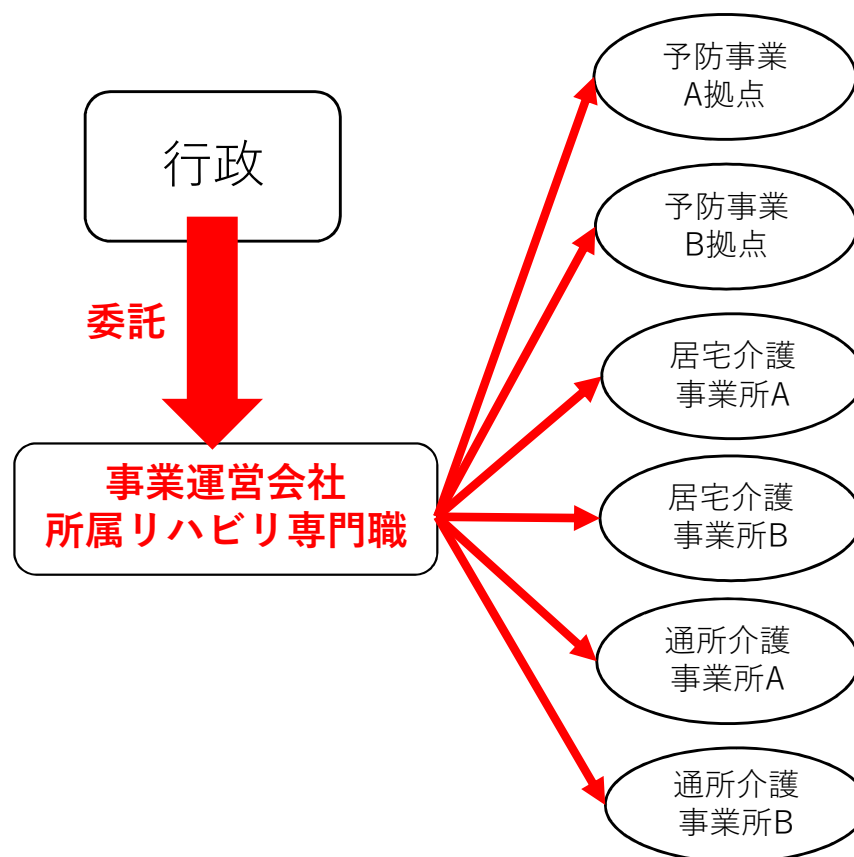 行政
委託
事業運営会社
所属リハビリ専門職
予防事業
A拠点
予防事業
B拠点
居宅介護
事業所A
居宅介護
事業所B
通所介護
事業所A
通所介護
事業所B